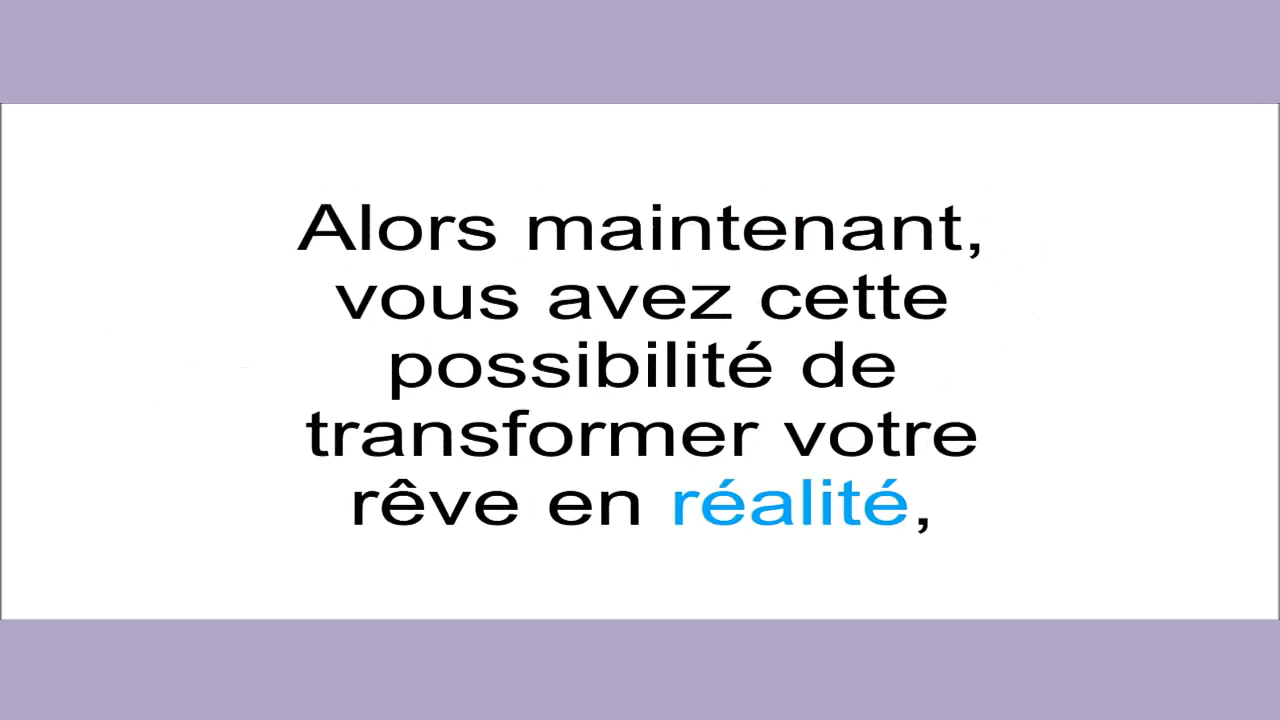 Alors maintenant,
vous avez cette
possibilité de
transformer votre
rêve en réalité,